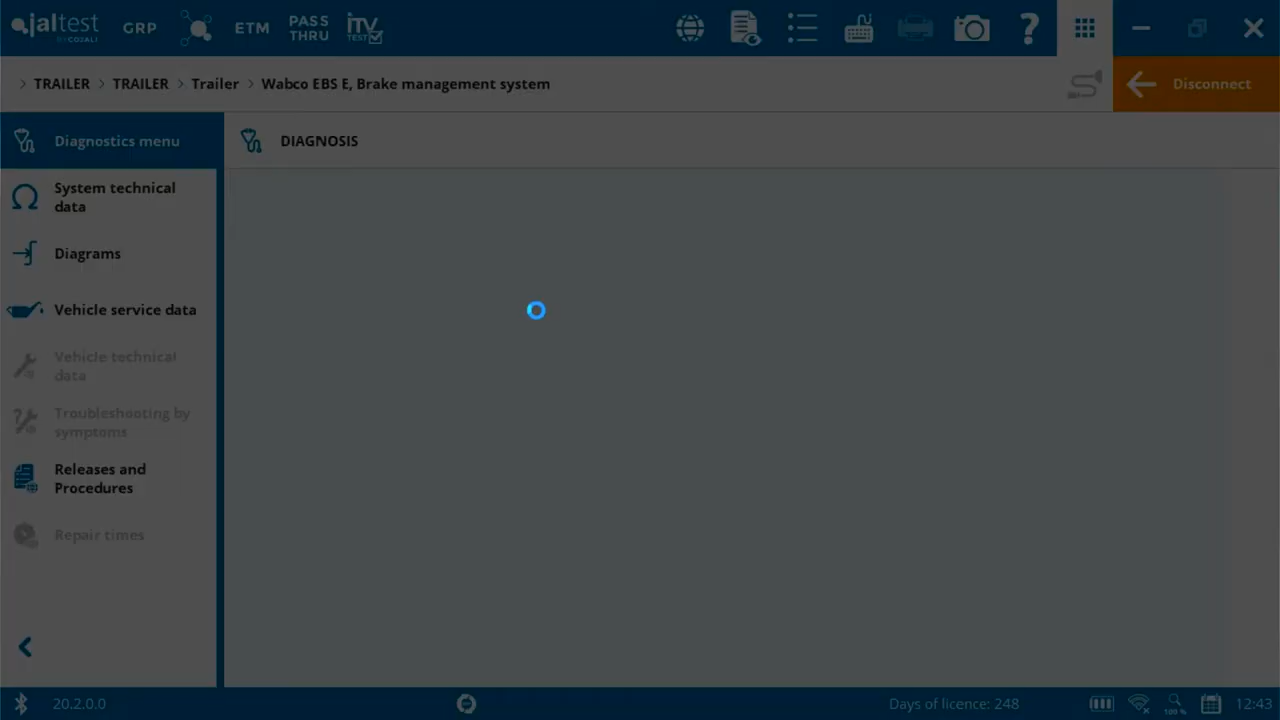 jaltest
BY COJALI
GRP
ETM
PASS
THRU
iTV
TEST
?
> TRAILER > TRAILER > Trailer > Wabco EBS E, Brake management system
Disconnect
Diagnostics menu
DIAGNOSIS
System technical
data
Diagrams
Vehicle service data
Vehicle technical
data
Troubleshooting by
symptoms
Releases and
Procedures
Repair times
20.2.0.0
Days of licence: 248
100 %
12:43